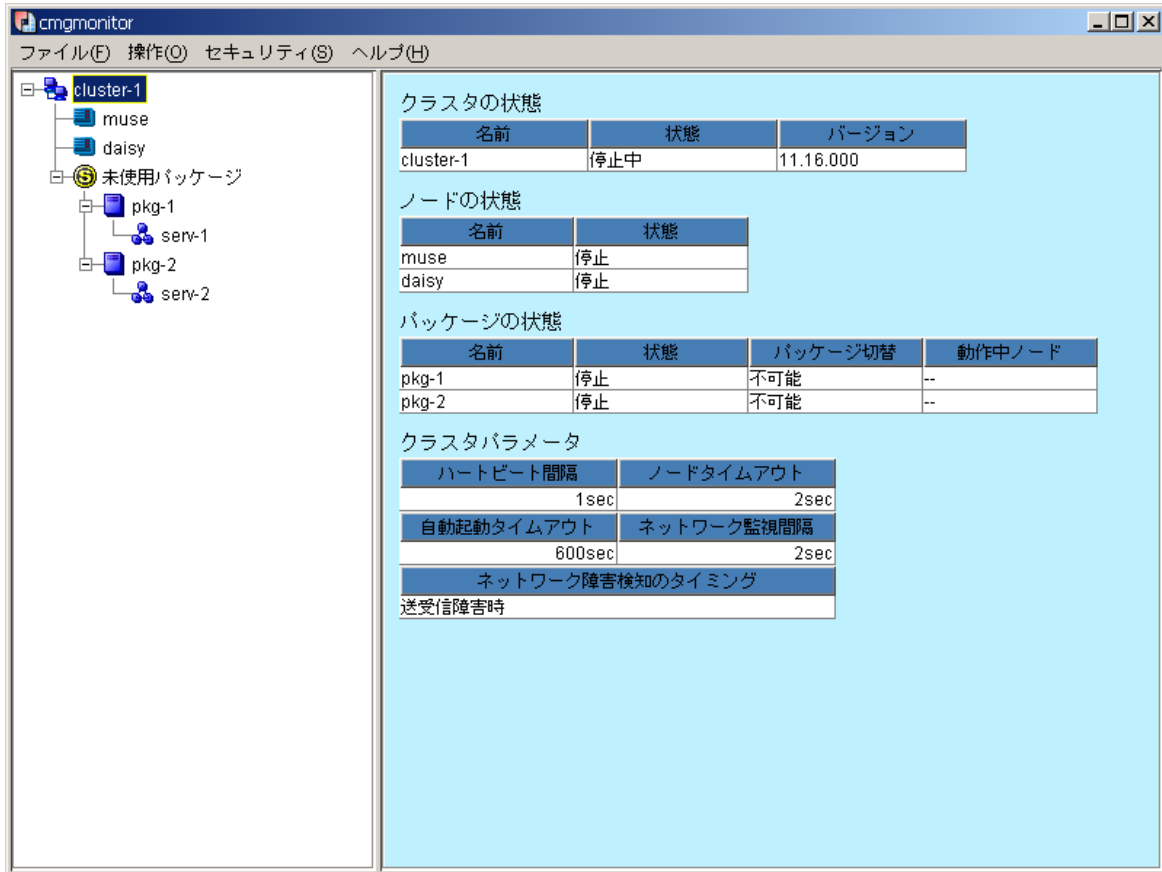 cmgmonitor
ファイル(F) 操作(O) セキュリティ(S) ヘルプ(H)
cluster-1
muse
daisy
未使用パッケージ
pkg-1
serv-1
pkg-2
serv-2
クラスタの状態
名前 状態 バージョン
cluster-1 停止中 11.16.000
ノードの状態
名前 状態
muse 停止
daisy 停止
パッケージの状態
名前 状態 パッケージ切替 動作中ノード
pkg-1 停止 不可能 --
pkg-2 停止 不可能 --
クラスタパラメータ
ハートビート間隔 ノードタイムアウト
1sec 2sec
自動起動タイムアウト ネットワーク監視間隔
600sec 2sec
ネットワーク障害検知のタイミング
送受信障害時